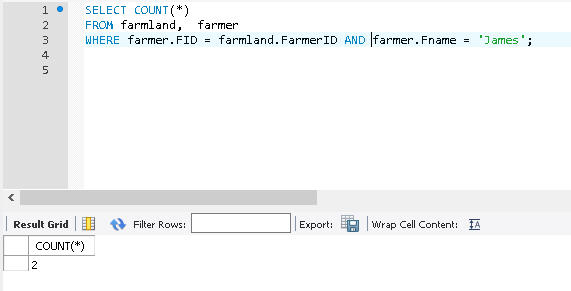 1 SELECT COUNT(*)
2 FROM farmland,  farmer
3 WHERE farmer.FID = farmland.FarmerID AND farmer.Fname = 'James';
4
5
Result Grid Filter Rows: Export: Wrap Cell Content: IA
COUNT(*)
2